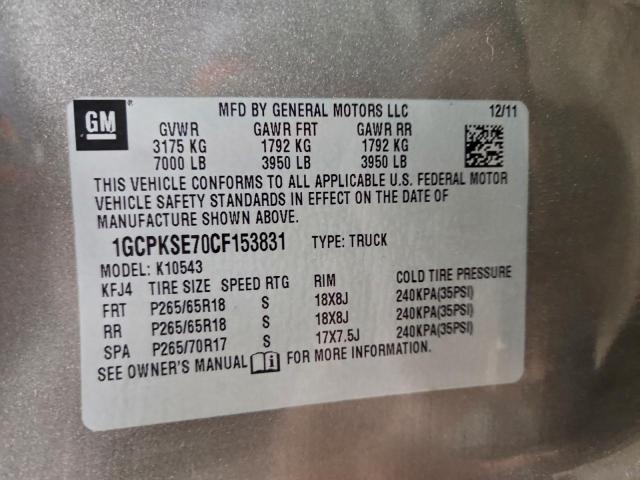 GM
MFD BY GENERAL MOTORS LLC 12/11
GVWR GAWR FRT GAWR RR
3175 KG 1792 KG 1792 KG
7000 LB 3950 LB 3950 LB
THIS VEHICLE CONFORMS TO ALL APPLICABLE U.S. FEDERAL MOTOR
VEHICLE SAFETY STANDARDS IN EFFECT ON THE DATE OF
MANUFACTURE SHOWN ABOVE.
1GCPKSE70CF153831 TYPE: TRUCK
MODEL: K10543
KFJ4 TIRE SIZE SPEED RTG RIM COLD TIRE PRESSURE
FRT P265/65R18 S 18X8J 240KPA(35PSI)
RR P265/65R18 S 18X8J 240KPA(35PSI)
SPA P265/70R17 S 17X7.5J 240KPA(35PSI)
SEE OWNER'S MANUAL FOR MORE INFORMATION.